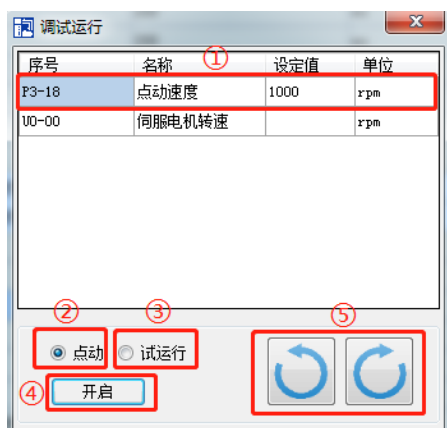 调试运行
x
①
序号 名称 设定值 单位
P3-18 点动速度 1000 rpm
U0-00 伺服电机转速 rpm
② ③ ⑤
点动 试运行
④ 开启